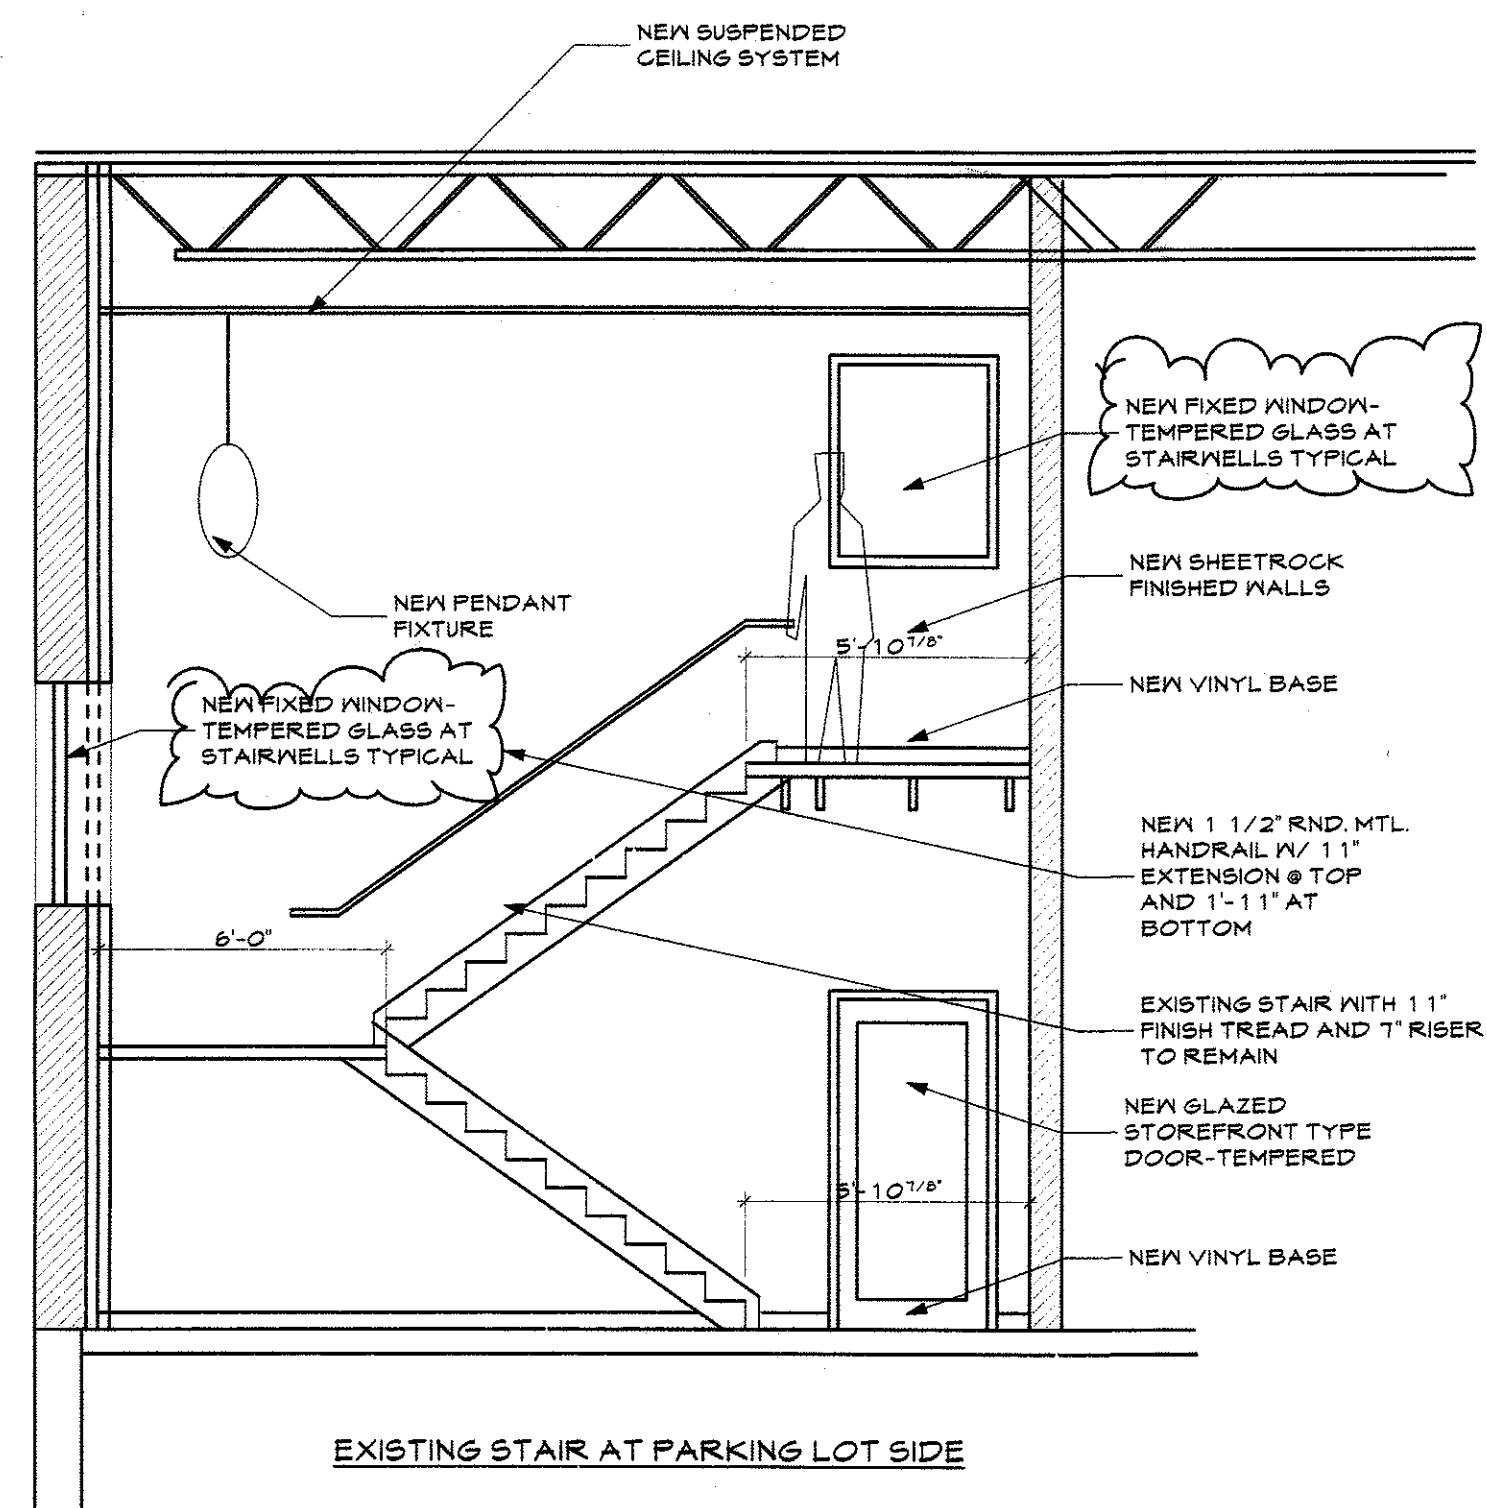 NEW SUSPENDED
CEILING SYSTEM
NEW FIXED WINDOW-
TEMPERED GLASS AT
STAIRWELLS TYPICAL
NEW SHEETROCK
FINISHED WALLS
NEW PENDANT
FIXTURE
5'-10 7/8"
NEW VINYL BASE
NEW FIXED WINDOW-
TEMPERED GLASS AT
STAIRWELLS TYPICAL
NEW 1 1/2" RND. MTL.
HANDRAIL W/ 11"
EXTENSION @ TOP
AND 1'-11" AT
BOTTOM
6'-0"
EXISTING STAIR WITH 11"
FINISH TREAD AND 7" RISER
TO REMAIN
NEW GLAZED
STOREFRONT TYPE
DOOR-TEMPERED
5'-10 7/8"
NEW VINYL BASE
EXISTING STAIR AT PARKING LOT SIDE